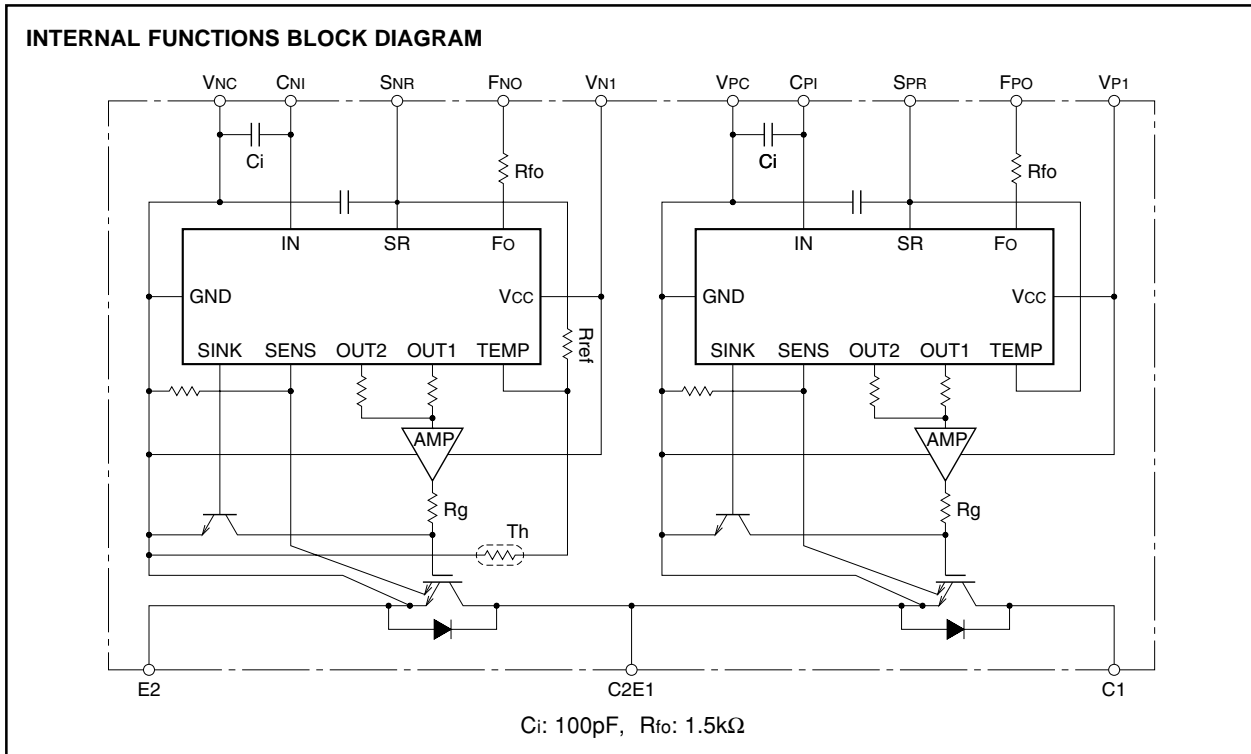 INTERNAL FUNCTIONS BLOCK DIAGRAM
VNC CNI SNR FNO VN1 VPC CPI SPR FPO VP1
Ci Rfo Ci Rfo
IN SR FO IN SR FO
GND VCC GND VCC
Rref
SINK SENS OUT2 OUT1 TEMP SINK SENS OUT2 OUT1 TEMP
AMP AMP
Rg Rg
Th
E2 C2E1 C1
Ci: 100pF, Rfo: 1.5kΩ